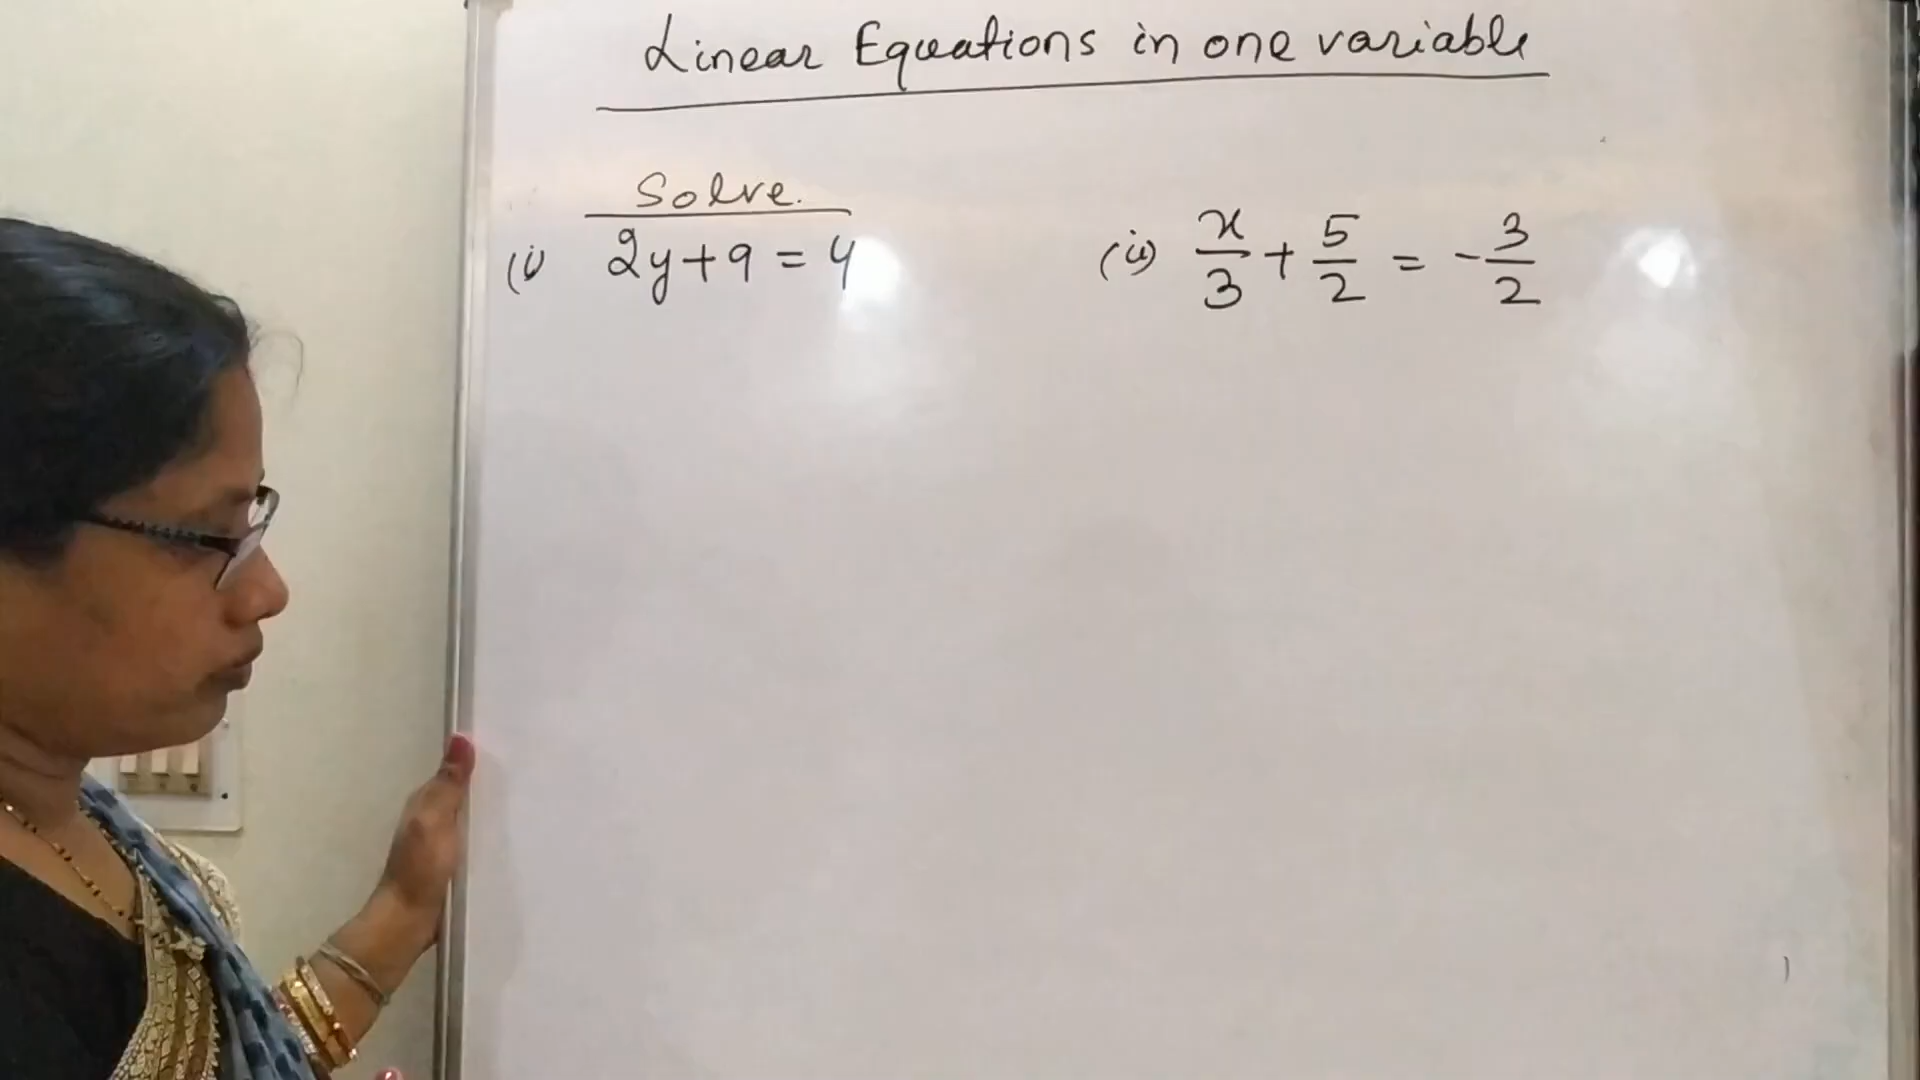 Linear Equations in one variable
Solve.
(i) 2y+9 = 4
(ii) x/3 + 5/2 = -3/2